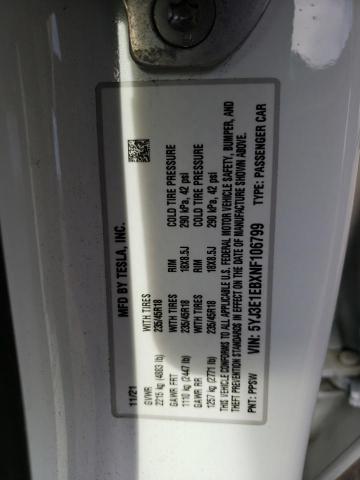 MFD BY TESLA, INC.
11/21
GVWR WITH TIRES RIM COLD TIRE PRESSURE
2215 kg (4883 lb) 235/45R18 18X8.5J 290 kPa, 42 psi
GAWR FRT WITH TIRES RIM COLD TIRE PRESSURE
1110 kg (2447 lb) 235/45R18 18X8.5J 290 kPa, 42 psi
GAWR RR
1257 kg (2771 lb)
THIS VEHICLE CONFORMS TO ALL APPLICABLE U.S. FEDERAL MOTOR VEHICLE SAFETY, BUMPER, AND
THEFT PREVENTION STANDARDS IN EFFECT ON THE DATE OF MANUFACTURE SHOWN ABOVE.
VIN: 5YJ3E1EBXNF106799
PNT: PPSW TYPE: PASSENGER CAR